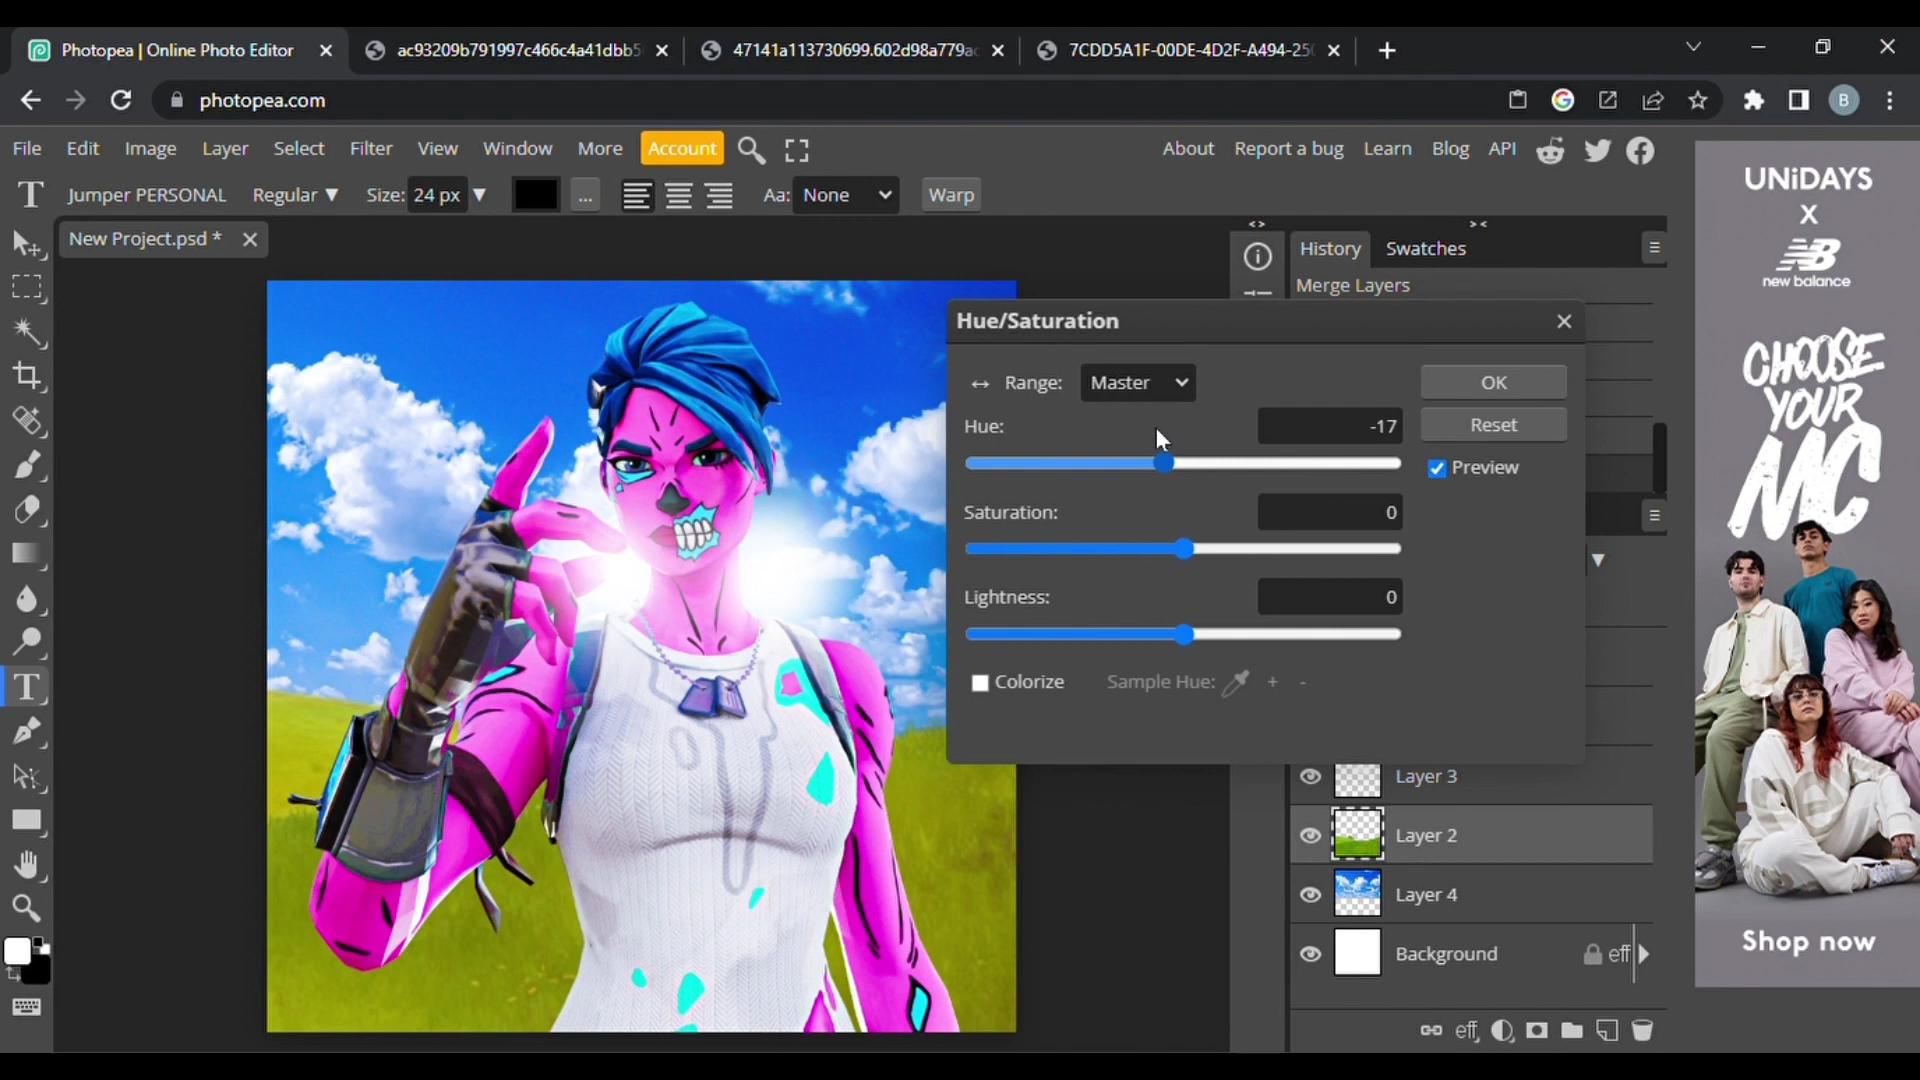 Photopea | Online Photo Editor
ac93209b791997c466c4a41dbb5
47141a113730699.602d98a779ac
7CDD5A1F-00DE-4D2F-A494-250
photopea.com
B
File Edit Image Layer Select Filter View Window More Account
About Report a bug Learn Blog API
T Jumper PERSONAL Regular Size: 24 px ... Aa: None Warp
New Project.psd *
History Swatches
Merge Layers
Hue/Saturation
Range: Master
OK
Hue: -17
Reset
Preview
Saturation: 0
Lightness: 0
Colorize Sample Hue: + -
Layer 3
Layer 2
Layer 4
Background eff
eff
T
UNiDAYS
X
NB
new balance
CHOOSE
YOUR
MC
Shop now